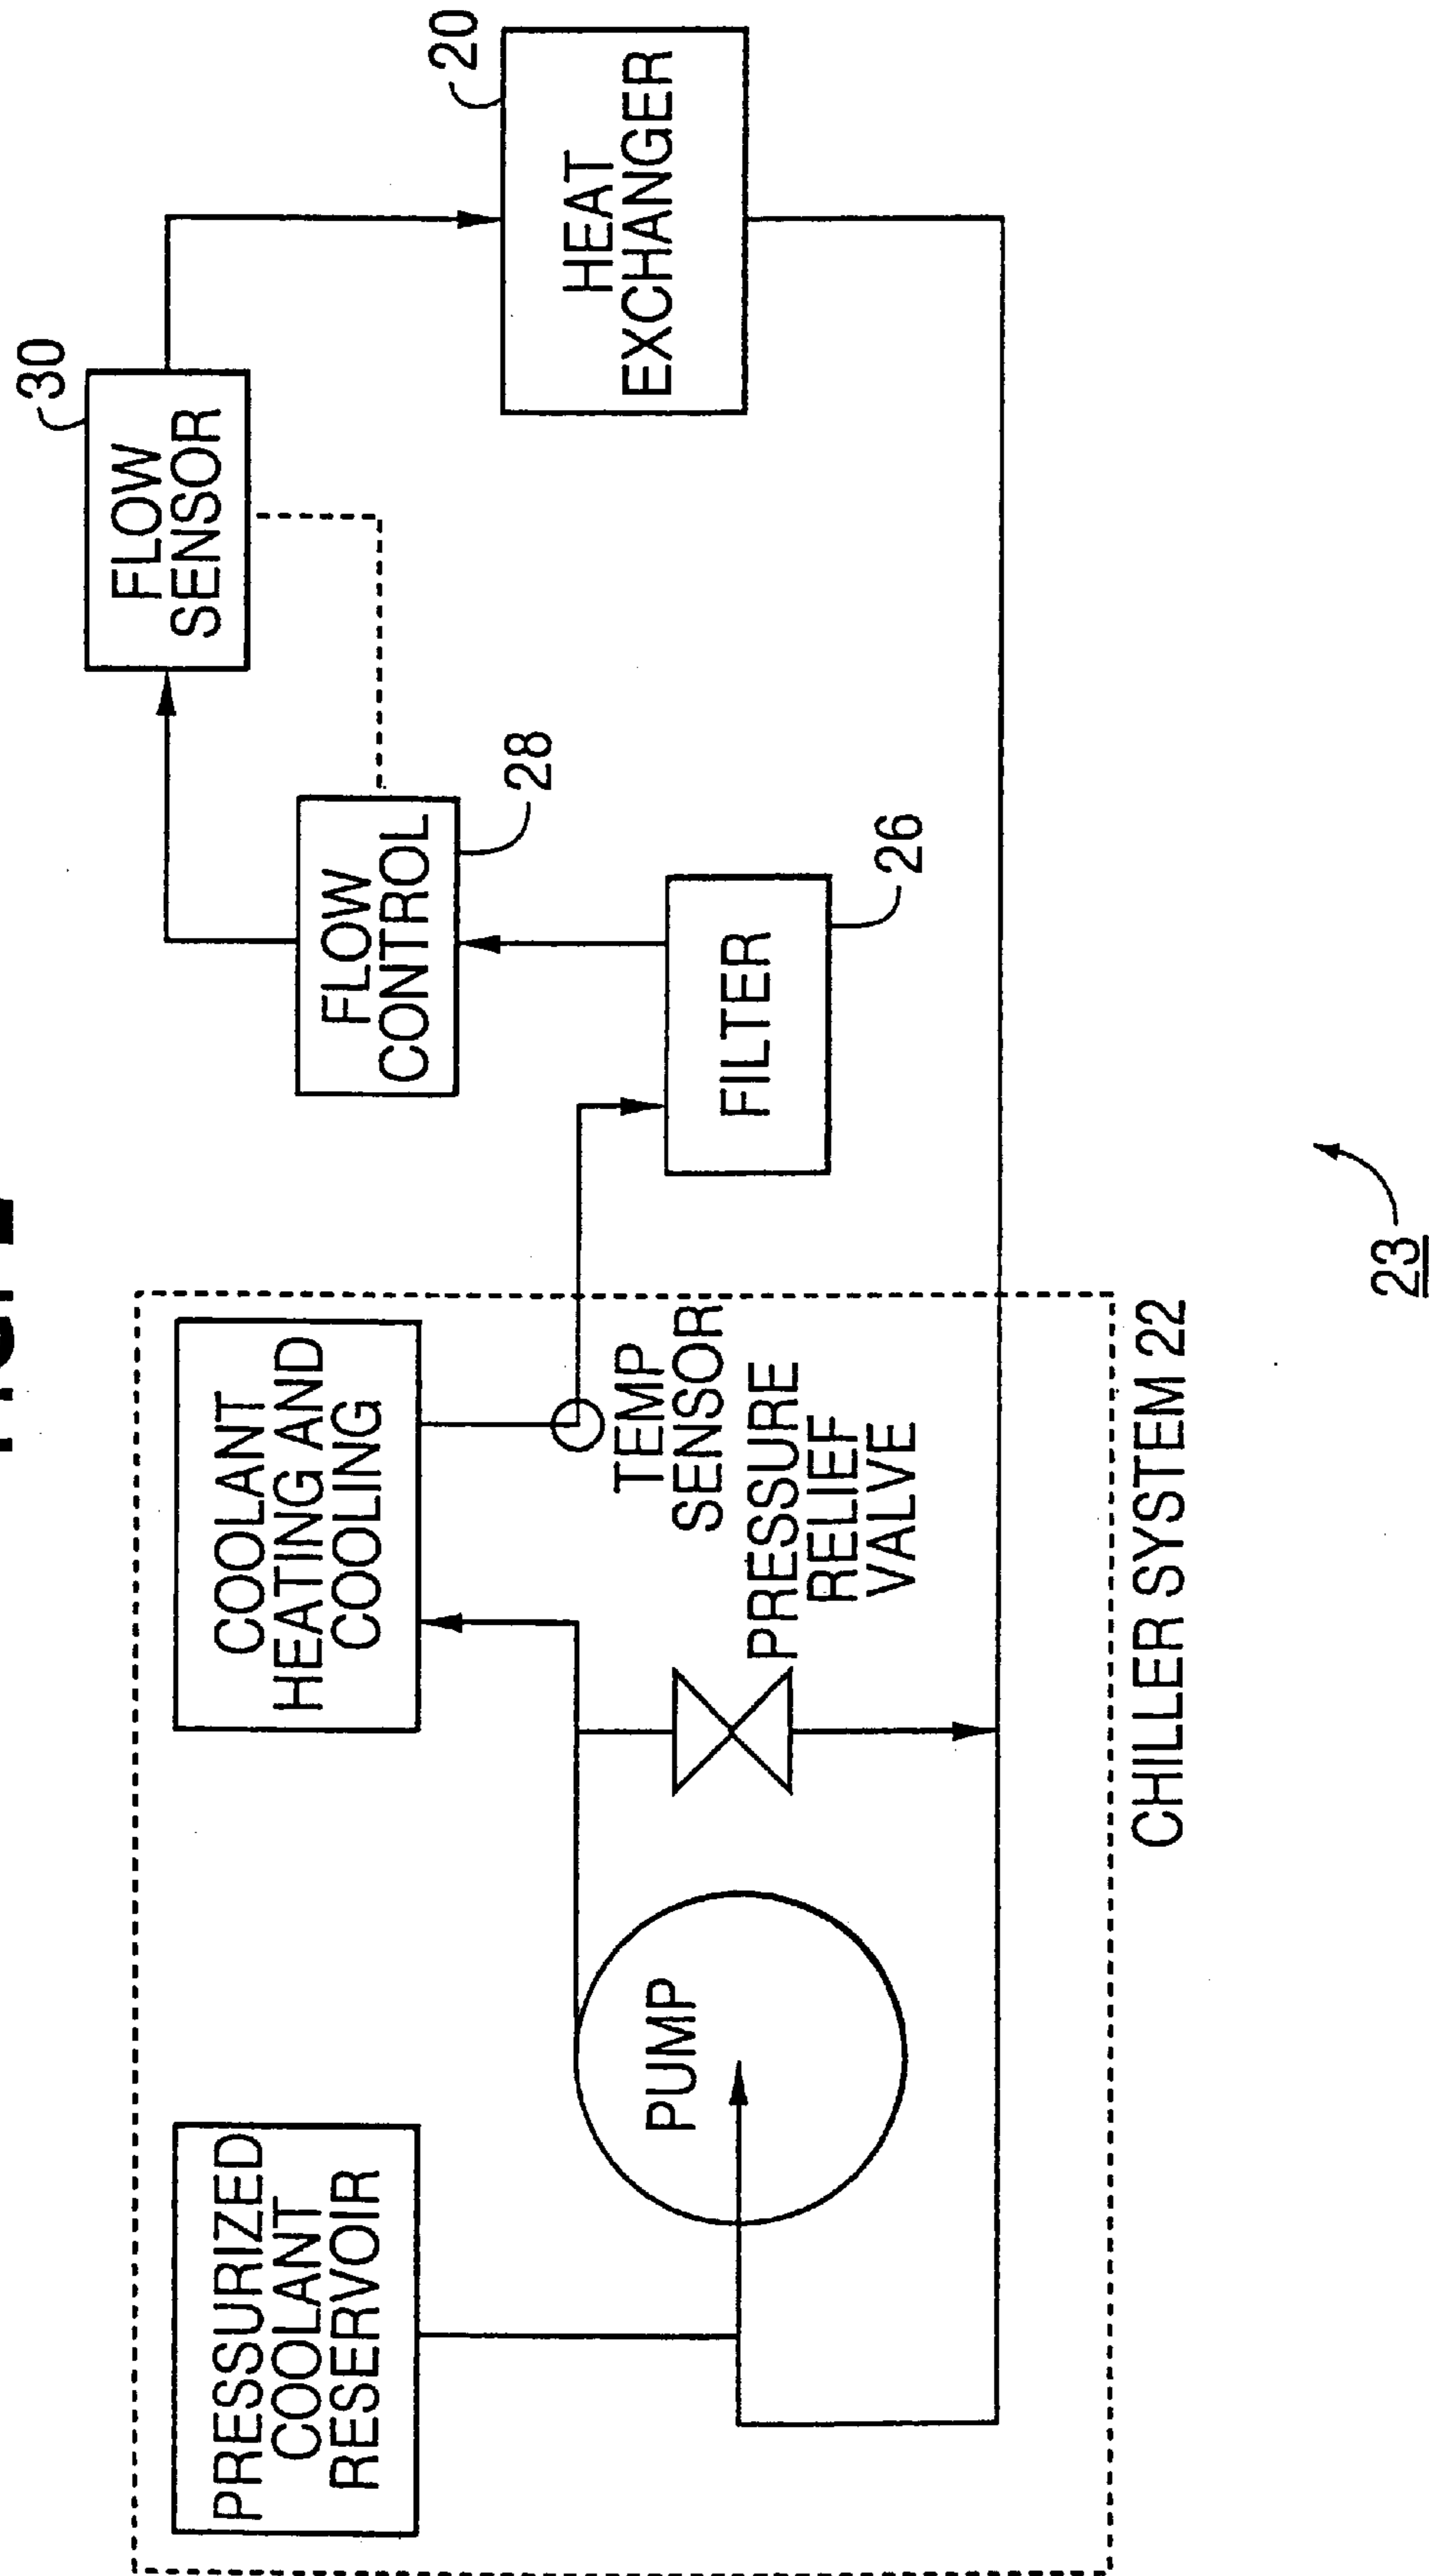 PRESSURIZED
COOLANT
RESERVOIR
COOLANT
HEATING AND
COOLING
PUMP
TEMP
SENSOR
PRESSURE
RELIEF
VALVE
CHILLER SYSTEM 22
FLOW
CONTROL
28
FILTER
26
FLOW
SENSOR
30
HEAT
EXCHANGER
20
23